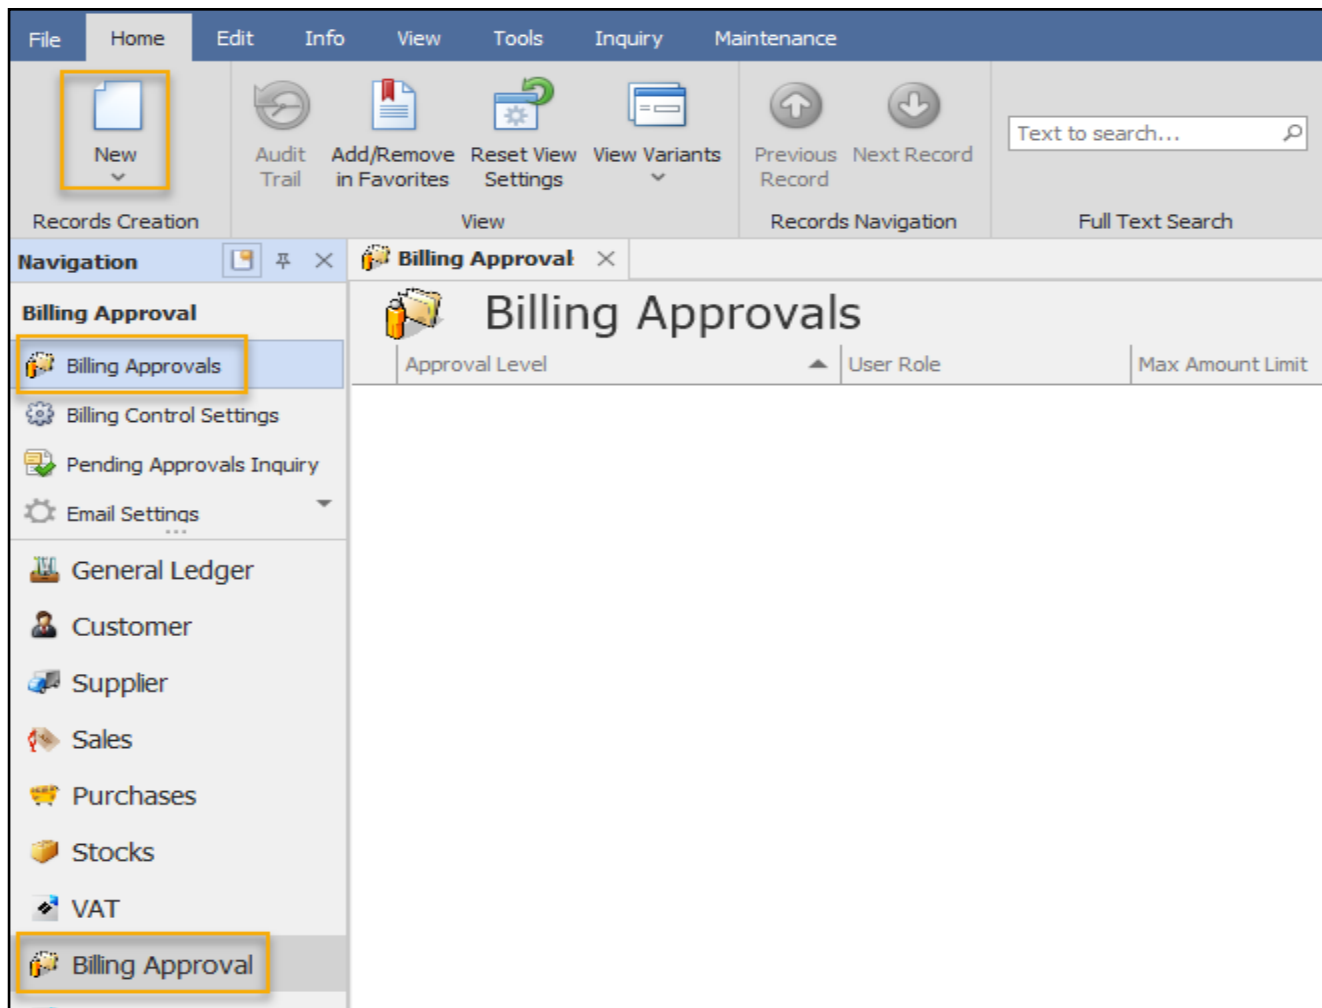 File Home Edit Info View Tools Inquiry Maintenance
New
Audit Trail
Add/Remove in Favorites
Reset View Settings
View Variants
Previous Record
Next Record
Text to search...
Records Creation
View
Records Navigation
Full Text Search
Navigation
Billing Approval
Billing Approval
Billing Approvals
Billing Approvals
Billing Control Settings
Pending Approvals Inquiry
Email Settings
Approval Level User Role Max Amount Limit
General Ledger
Customer
Supplier
Sales
Purchases
Stocks
VAT
Billing Approval